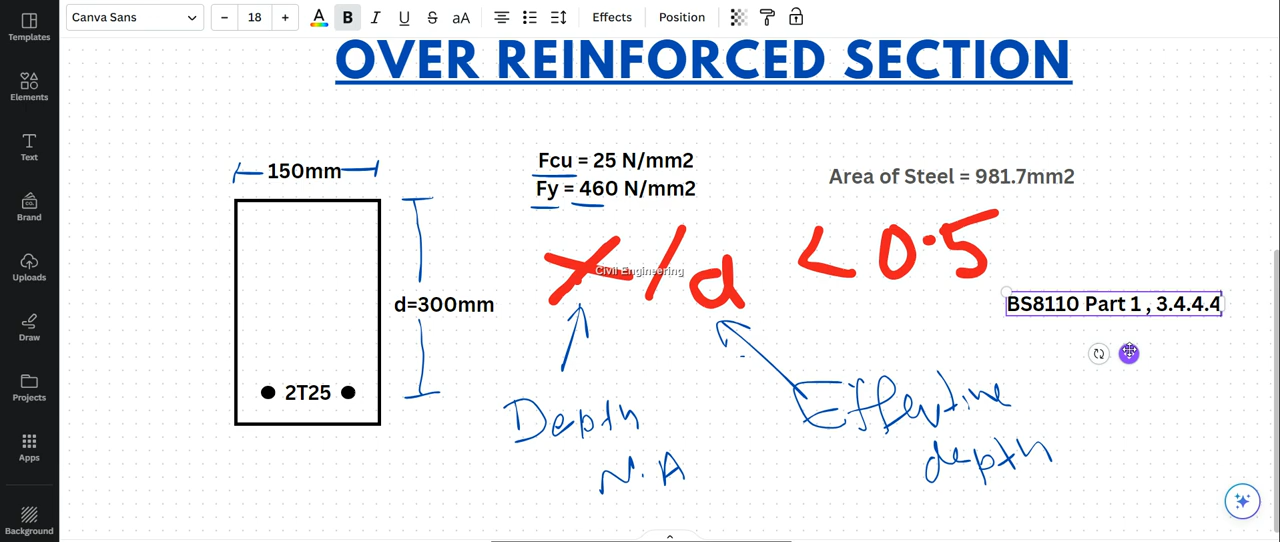 Canva Sans
– 18 +
A B I U S aA
Effects
Position
Templates
Elements
Text
Brand
Uploads
Draw
Projects
Apps
Background
OVER REINFORCED SECTION
150mm
Fcu = 25 N/mm2
Fy = 460 N/mm2
Area of Steel = 981.7mm2
x/d < 0.5
Civil Engineering
d=300mm
BS8110 Part 1 , 3.4.4.4
2T25
Depth
N.A
Effective
depth